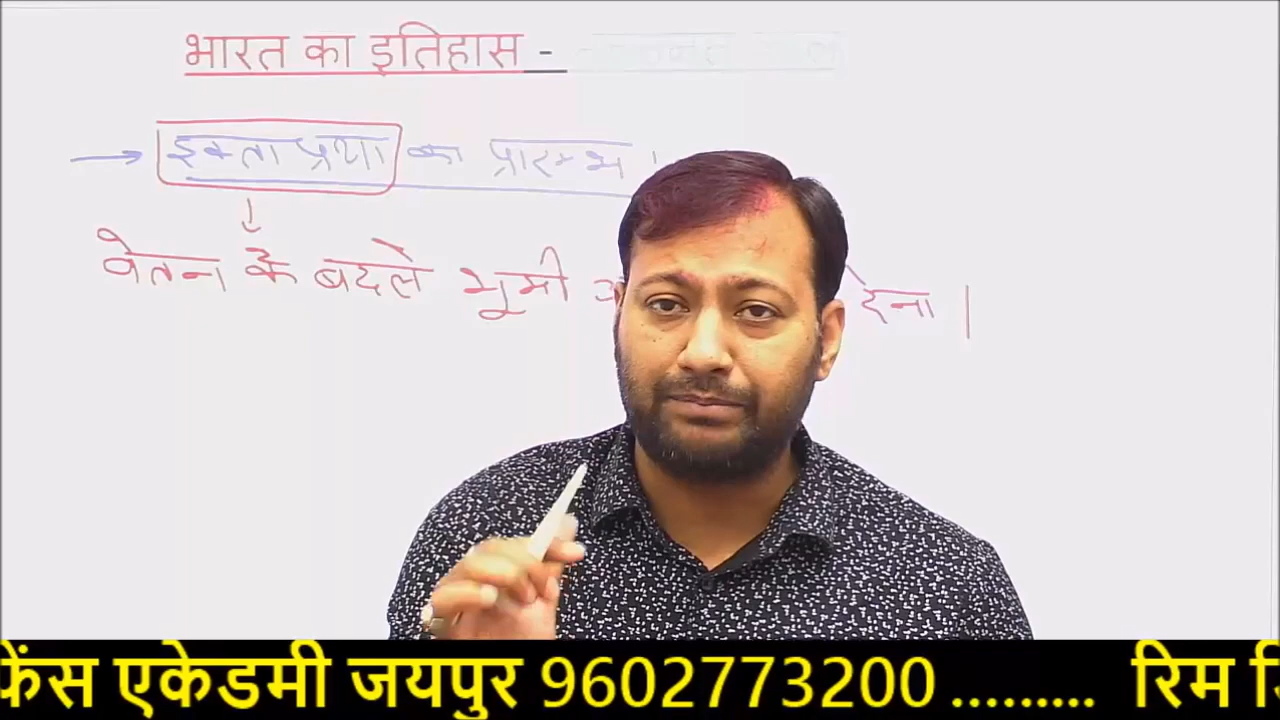 भारत का इतिहास -
→ इक्ता प्रथा का प्रारम्भ।
वेतन के बदले भूमी देना।
फेंस एकेडमी जयपुर 9602773200 ......... रिम